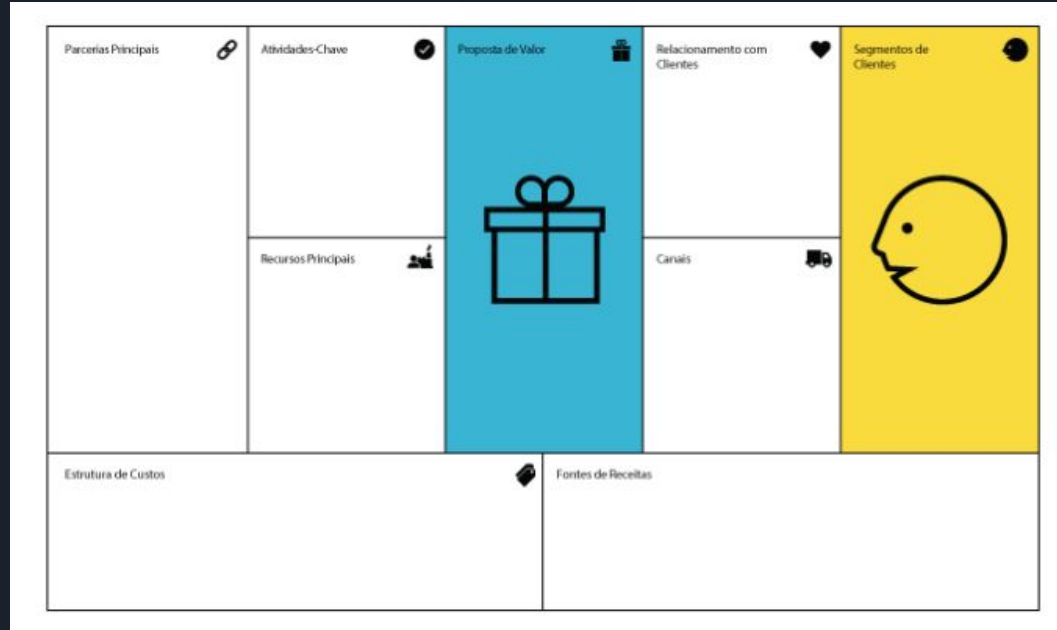 Parcerias Principais
Atividades-Chave
Proposta de Valor
Relacionamento com
Clientes
Segmentos de
Clientes
Recursos Principais
Canais
Estrutura de Custos
Fontes de Receitas